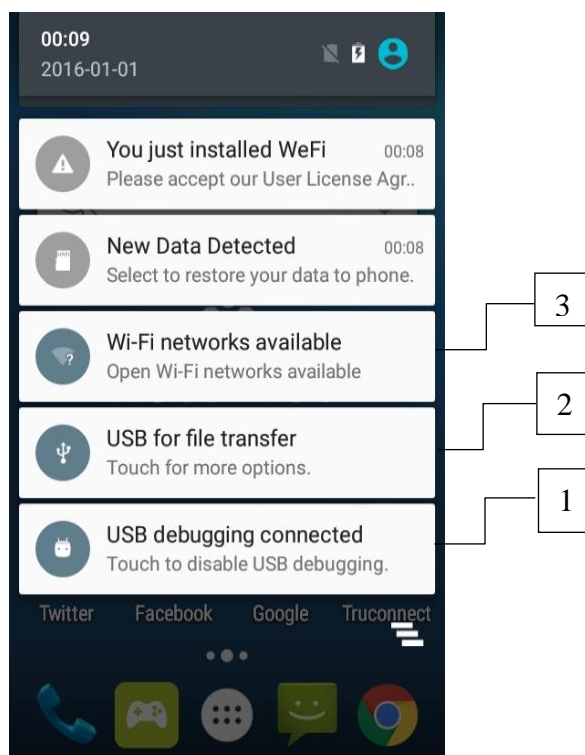 00:09
2016-01-01
You just installed WeFi 00:08
Please accept our User License Agr..
New Data Detected 00:08
Select to restore your data to phone.
Wi-Fi networks available
Open Wi-Fi networks available
3
USB for file transfer
Touch for more options.
2
USB debugging connected
Touch to disable USB debugging.
1
Twitter Facebook Google Truconnect